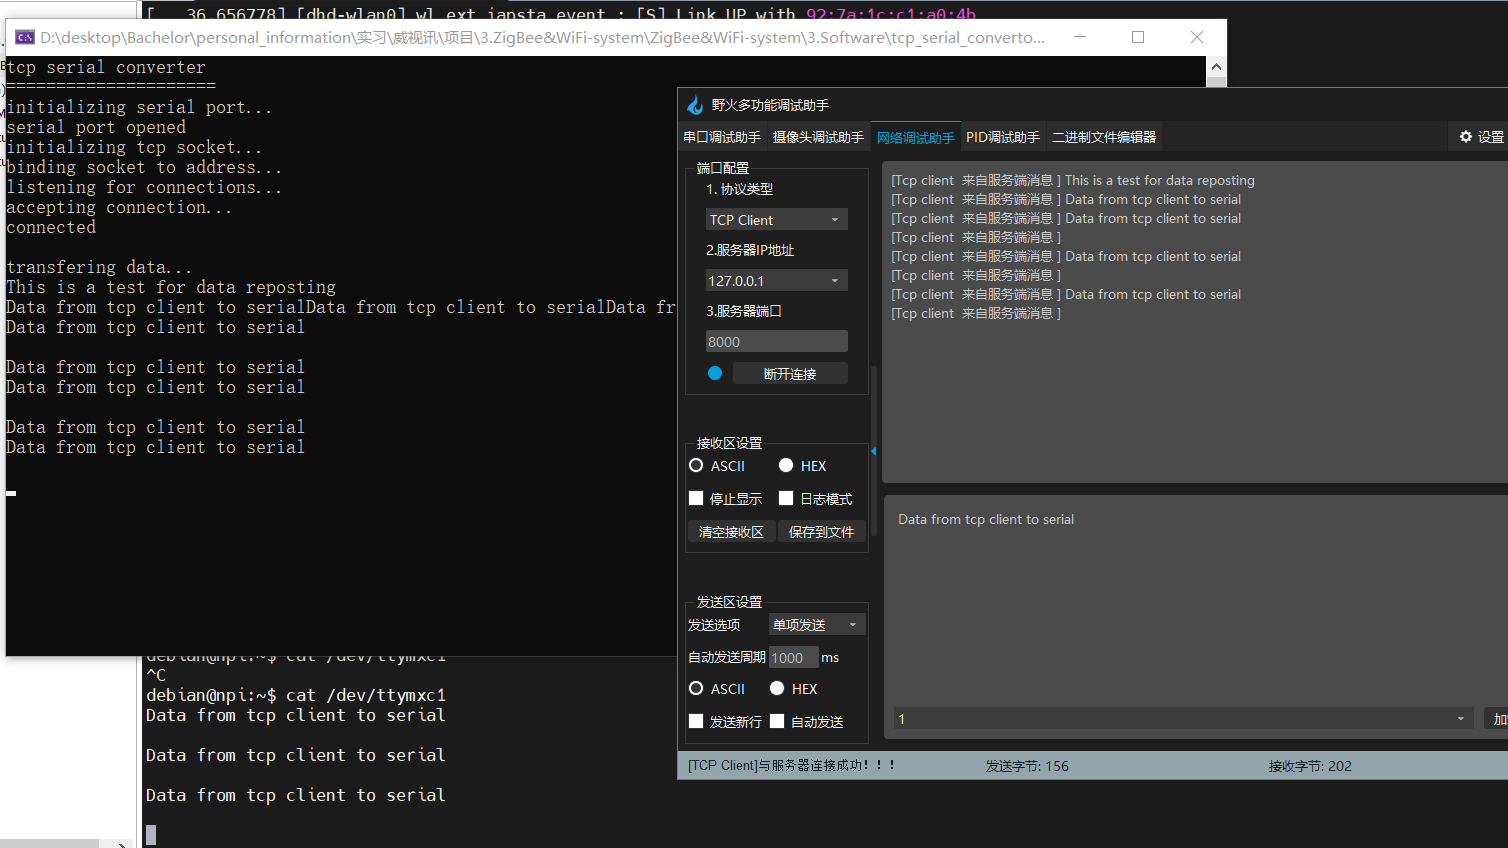 [   36.656778] [dhd-wlan0] wl_ext_iapsta_event : [S] Link UP with 92:7a:1c:c1:a0:4b
D:\desktop\Bachelor\personal_information\实习\威视讯\项目\3.ZigBee&WiFi-system\ZigBee&WiFi-system\3.Software\tcp_serial_converto...
tcp serial converter
=====================
initializing serial port...
serial port opened
initializing tcp socket...
binding socket to address...
listening for connections...
accepting connection...
connected
transfering data...
This is a test for data reposting
Data from tcp client to serialData from tcp client to serialData fr
Data from tcp client to serial
Data from tcp client to serial
Data from tcp client to serial
Data from tcp client to serial
Data from tcp client to serial
debian@npi:~$ cat /dev/ttymxc1
^C
debian@npi:~$ cat /dev/ttymxc1
Data from tcp client to serial
Data from tcp client to serial
Data from tcp client to serial
野火多功能调试助手
串口调试助手 摄像头调试助手 网络调试助手 PID调试助手 二进制文件编辑器 设置
端口配置
1. 协议类型
TCP Client
2.服务器IP地址
127.0.0.1
3.服务器端口
8000
断开连接
接收区设置
ASCII HEX
停止显示 日志模式
清空接收区 保存到文件
发送区设置
发送选项 单项发送
自动发送周期 1000 ms
ASCII HEX
发送新行 自动发送
[Tcp client 来自服务端消息 ] This is a test for data reposting
[Tcp client 来自服务端消息 ] Data from tcp client to serial
[Tcp client 来自服务端消息 ] Data from tcp client to serial
[Tcp client 来自服务端消息 ]
[Tcp client 来自服务端消息 ] Data from tcp client to serial
[Tcp client 来自服务端消息 ]
[Tcp client 来自服务端消息 ] Data from tcp client to serial
[Tcp client 来自服务端消息 ]
Data from tcp client to serial
1
[TCP Client]与服务器连接成功！！！ 发送字节: 156 接收字节: 202